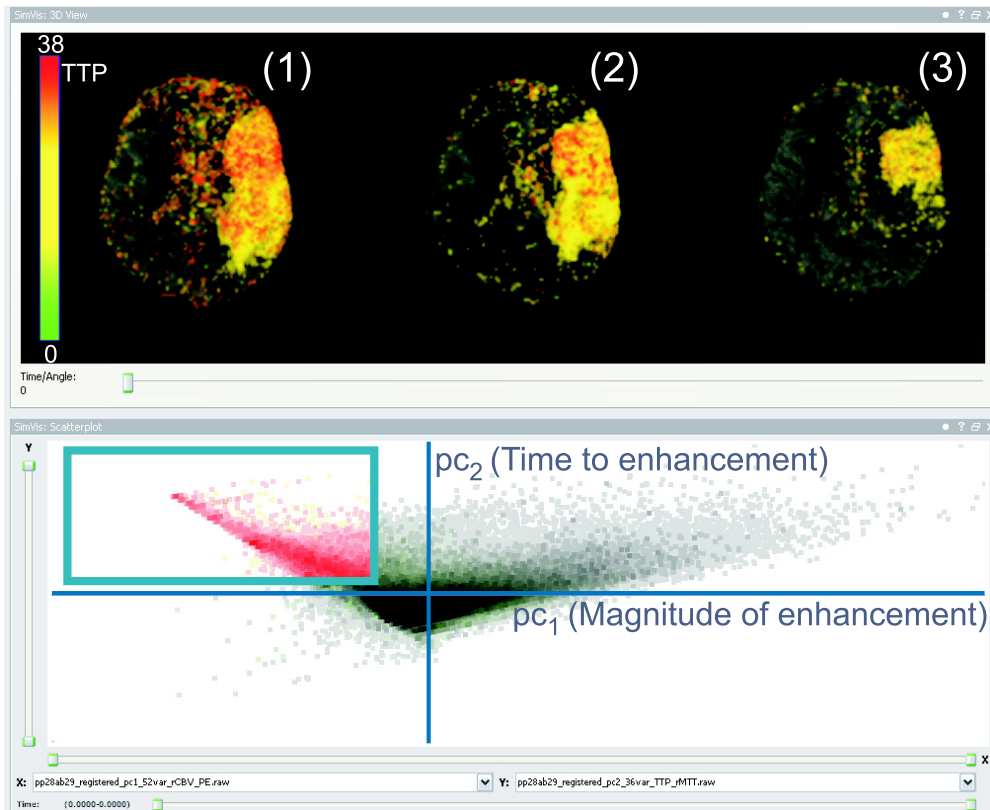 SimVis: 3D View
38
TTP
(1)
(2)
(3)
0
Time/Angle:
0
SimVis: Scatterplot
Y
pc2 (Time to enhancement)
pc1 (Magnitude of enhancement)
X
X: pp28ab29_registered_pc1_52var_rCBV_PE.raw Y: pp28ab29_registered_pc2_36var_TTP_rMTT.raw
Time: (0.0000-0.0000)